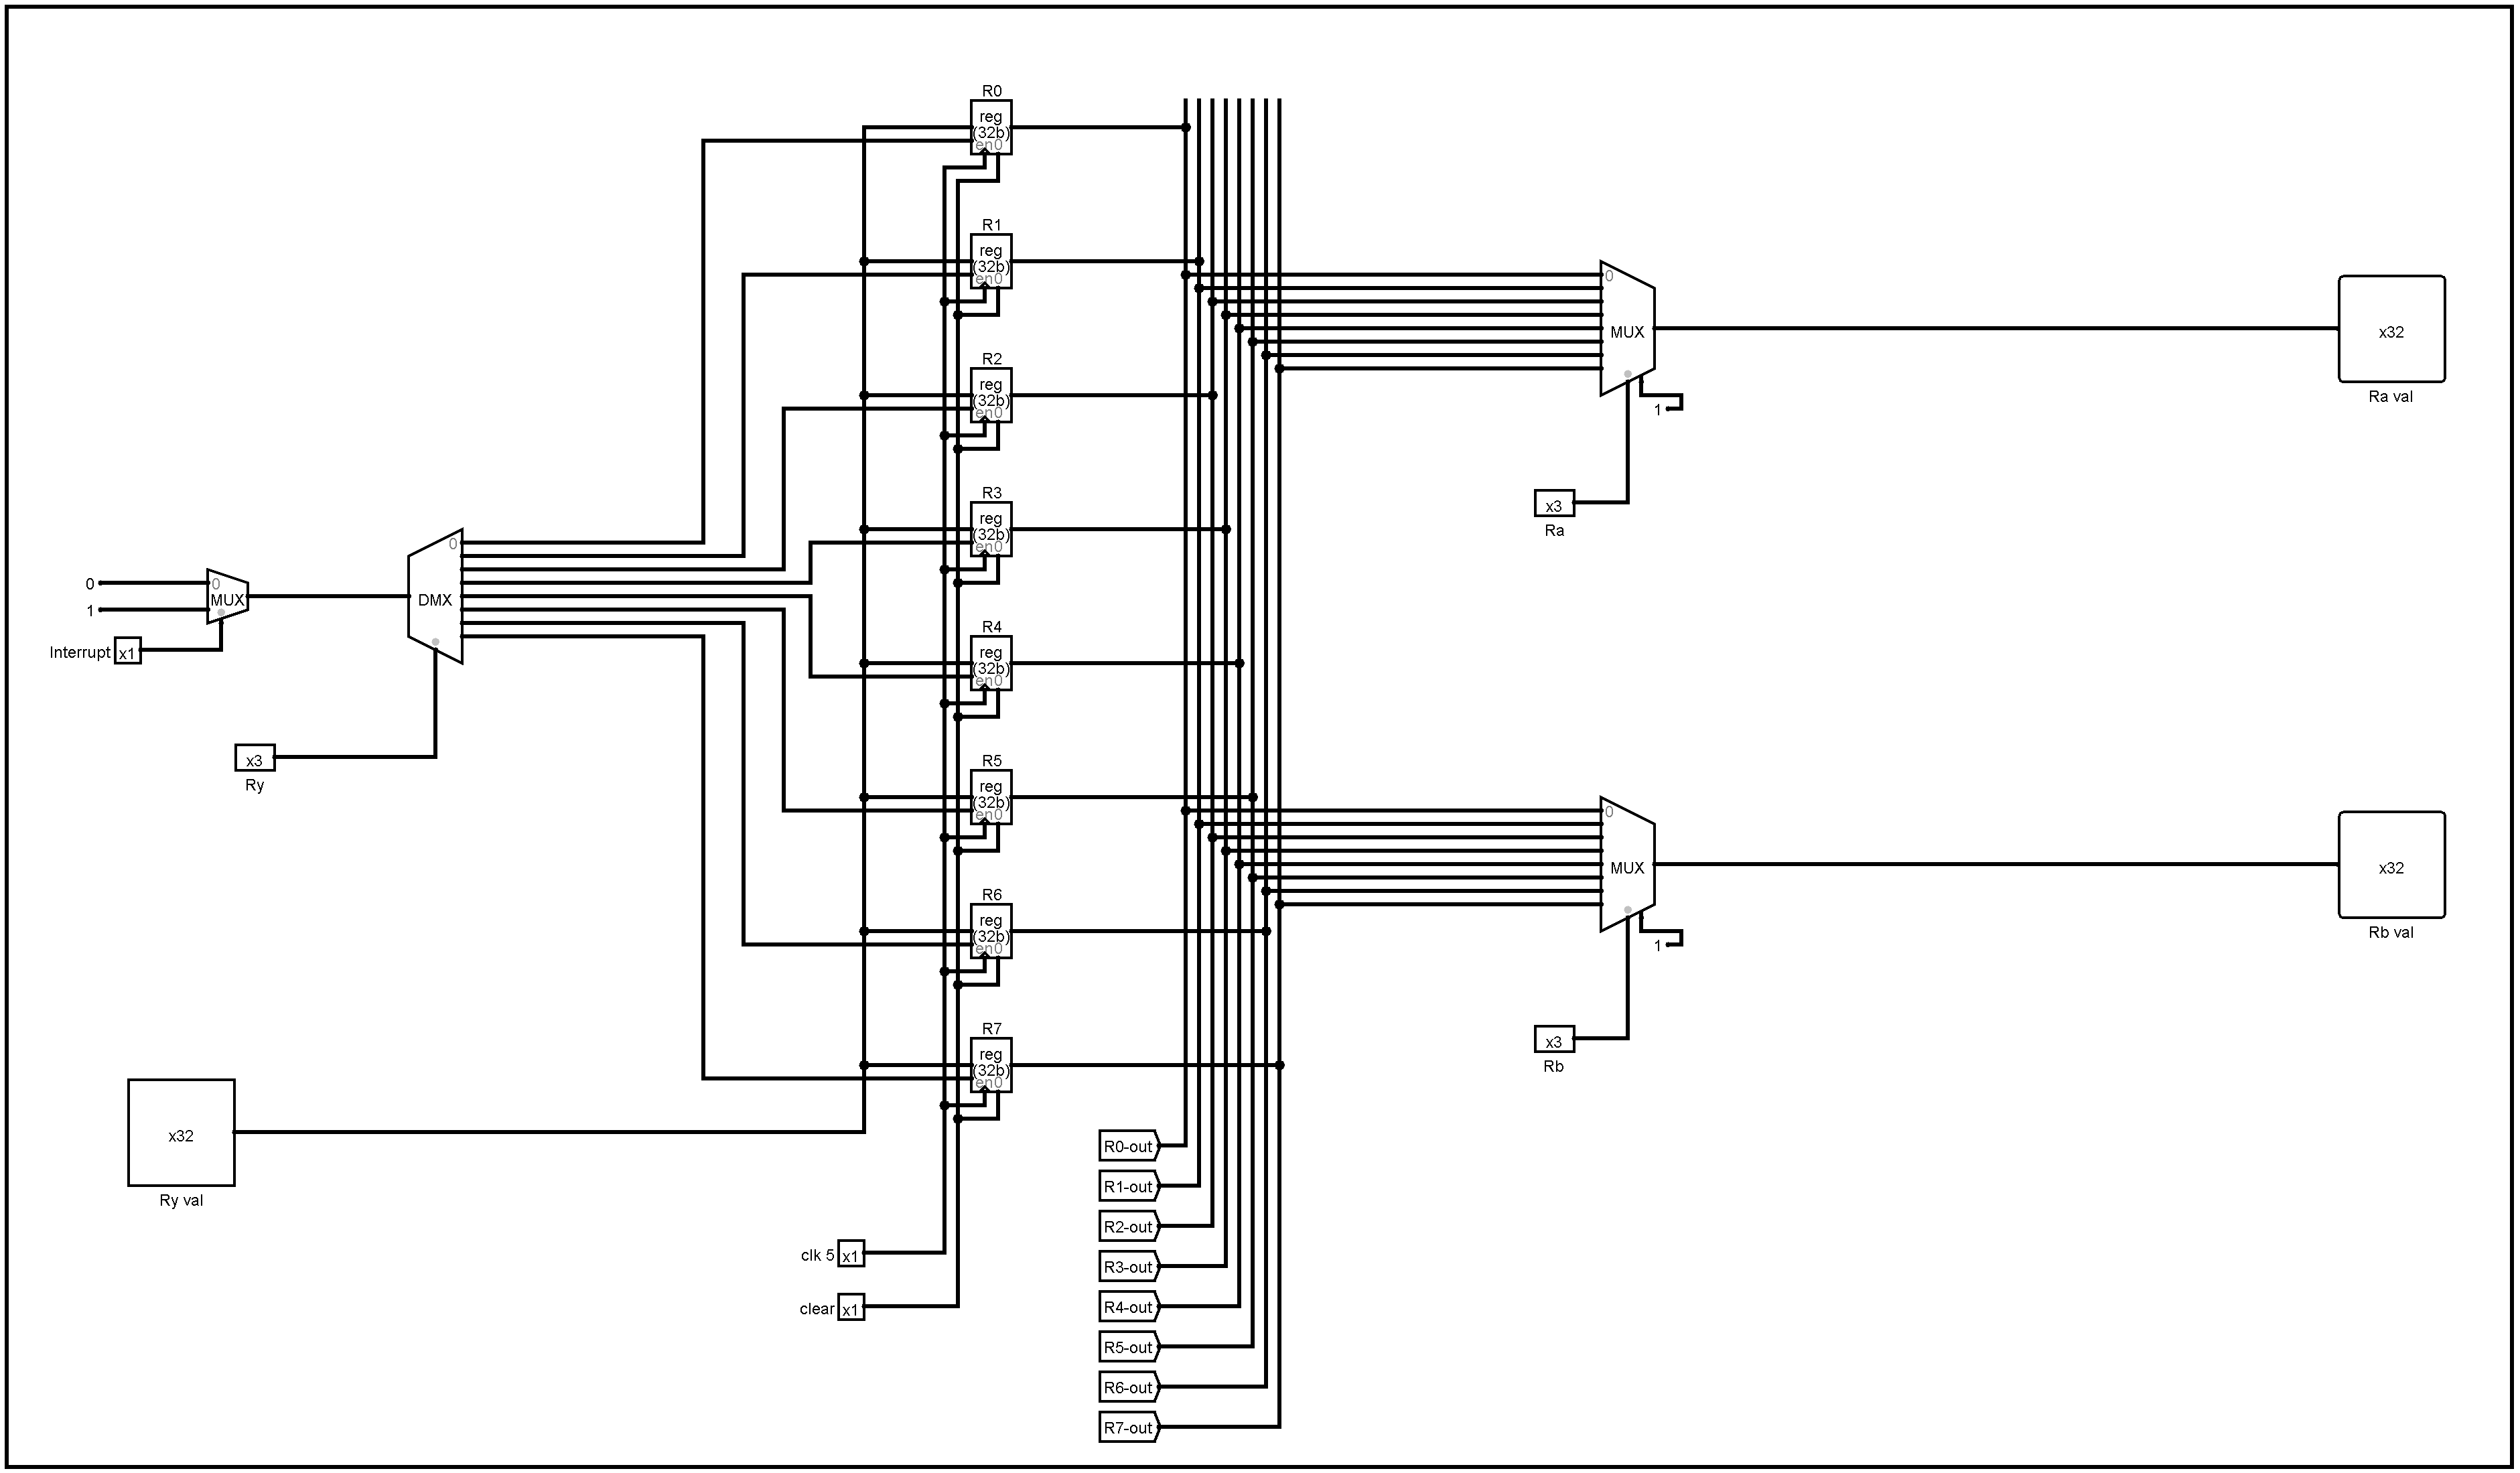 R0
reg
(32b)
en0
R1
reg
(32b)
en0
R2
reg
(32b)
en0
R3
reg
(32b)
en0
R4
reg
(32b)
en0
R5
reg
(32b)
en0
R6
reg
(32b)
en0
R7
reg
(32b)
en0
0
1
0
MUX
Interrupt x1
0
DMX
x3
Ry
x32
Ry val
clk 5 x1
clear x1
R0-out
R1-out
R2-out
R3-out
R4-out
R5-out
R6-out
R7-out
0
MUX
1
x3
Ra
x32
Ra val
0
MUX
1
x3
Rb
x32
Rb val